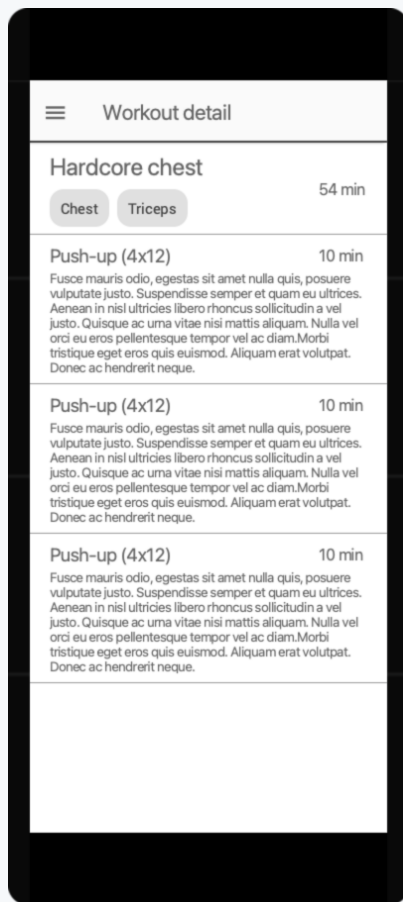 Workout detail
Hardcore chest
54 min
Chest Triceps
Push-up (4x12) 10 min
Fusce mauris odio, egestas sit amet nulla quis, posuere
vulputate justo. Suspendisse semper et quam eu ultrices.
Aenean in nisl ultricies libero rhoncus sollicitudin a vel
justo. Quisque ac urna vitae nisi mattis aliquam. Nulla vel
orci eu eros pellentesque tempor vel ac diam.Morbi
tristique eget eros quis euismod. Aliquam erat volutpat.
Donec ac hendrerit neque.
Push-up (4x12) 10 min
Fusce mauris odio, egestas sit amet nulla quis, posuere
vulputate justo. Suspendisse semper et quam eu ultrices.
Aenean in nisl ultricies libero rhoncus sollicitudin a vel
justo. Quisque ac urna vitae nisi mattis aliquam. Nulla vel
orci eu eros pellentesque tempor vel ac diam.Morbi
tristique eget eros quis euismod. Aliquam erat volutpat.
Donec ac hendrerit neque.
Push-up (4x12) 10 min
Fusce mauris odio, egestas sit amet nulla quis, posuere
vulputate justo. Suspendisse semper et quam eu ultrices.
Aenean in nisl ultricies libero rhoncus sollicitudin a vel
justo. Quisque ac urna vitae nisi mattis aliquam. Nulla vel
orci eu eros pellentesque tempor vel ac diam.Morbi
tristique eget eros quis euismod. Aliquam erat volutpat.
Donec ac hendrerit neque.